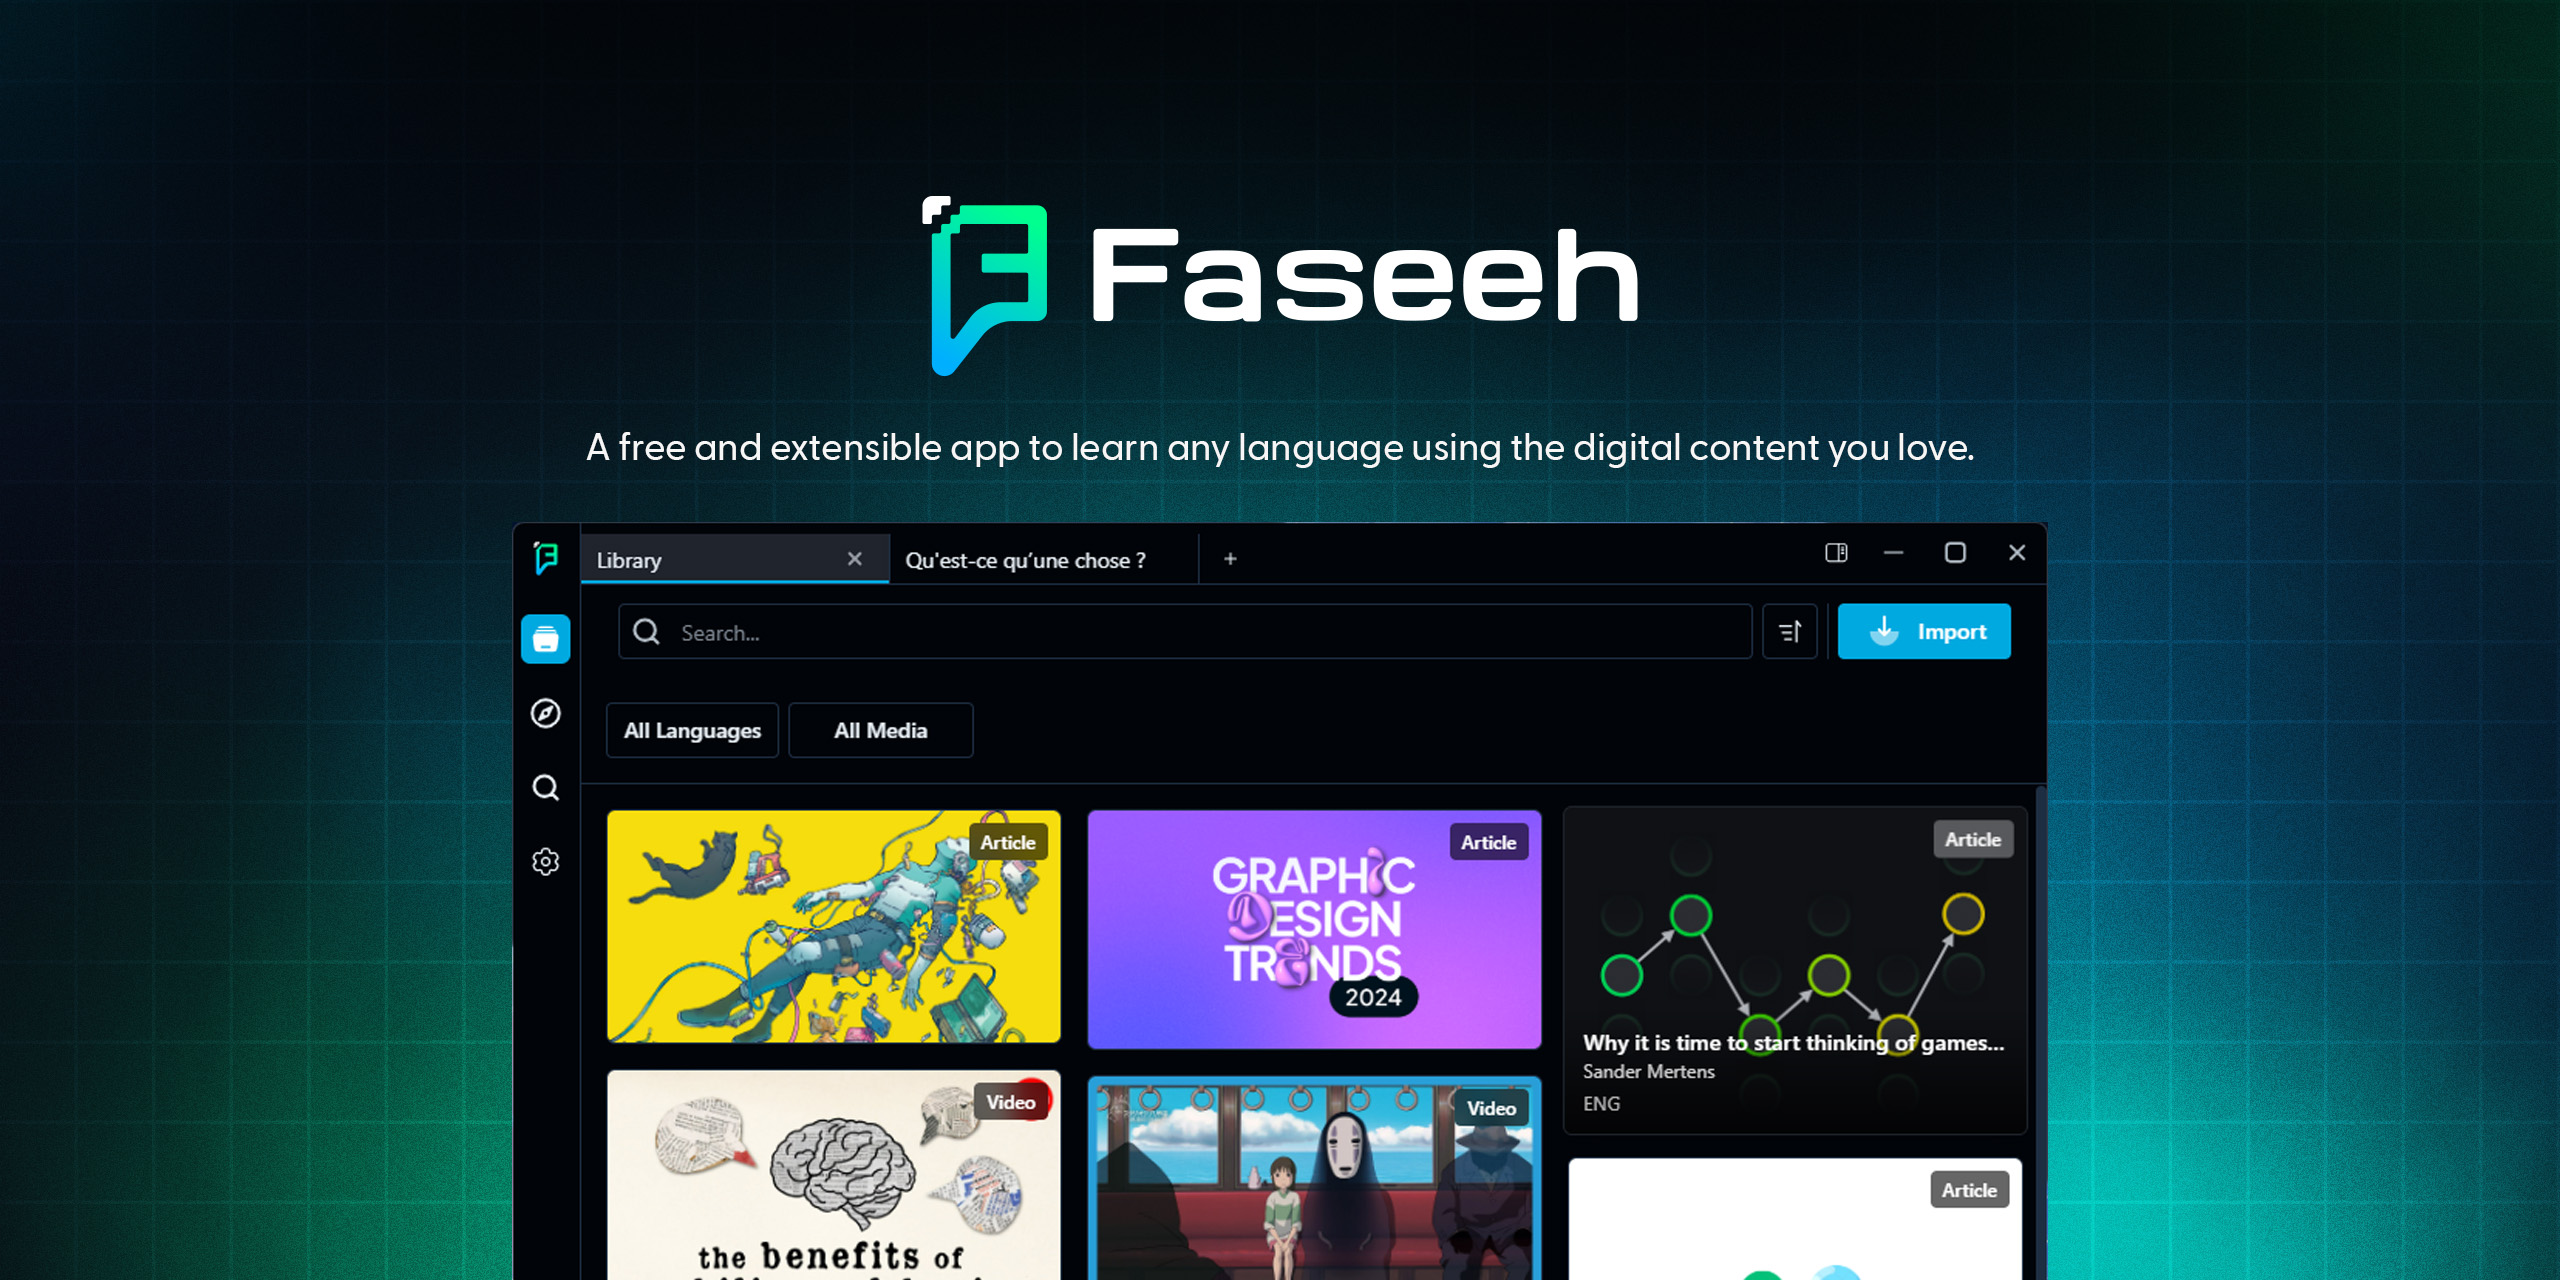 Faseeh
A free and extensible app to learn any language using the digital content you love.
Library
Qu'est-ce qu'une chose ?
Search...
Import
All Languages
All Media
Article
Article
GRAPHIC
DESIGN
TRENDS
2024
Article
Why it is time to start thinking of games...
Sander Mertens
ENG
Video
the benefits of
Video
Article